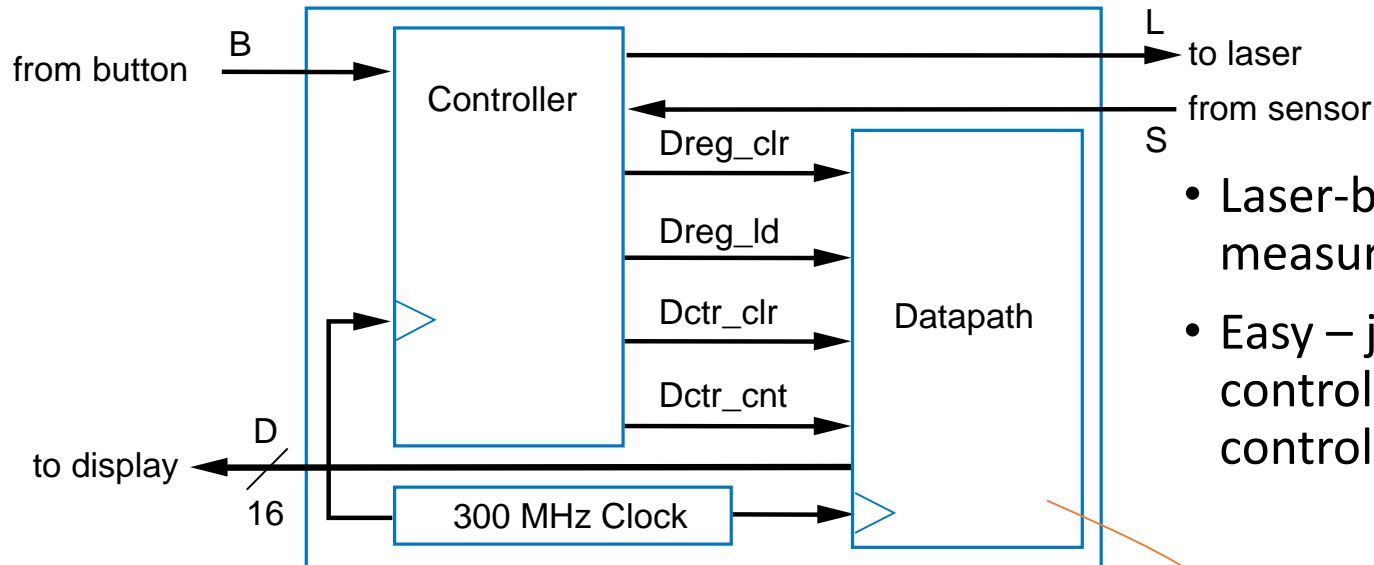 B
L
from button
to laser
Controller
from sensor
S
Dreg_clr
Dreg_ld
Dctr_clr
Datapath
Dctr_cnt
D
to display
16
300 MHz Clock
• Laser-b
measur
• Easy – j
control
control